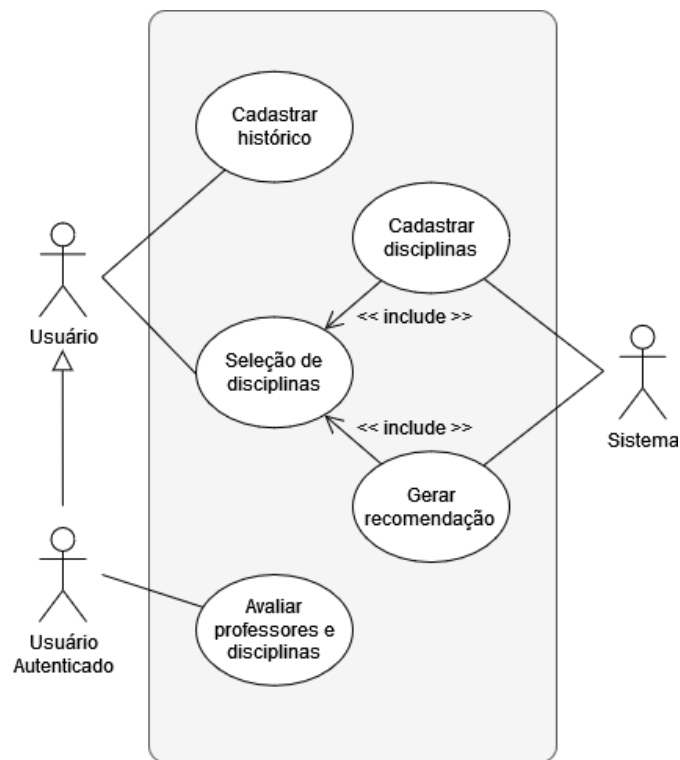 Cadastrar
histórico
Cadastrar
disciplinas
Usuário
<< include >>
Seleção de
disciplinas
<< include >>
Sistema
Gerar
recomendação
Usuário
Autenticado
Avaliar
professores e
disciplinas